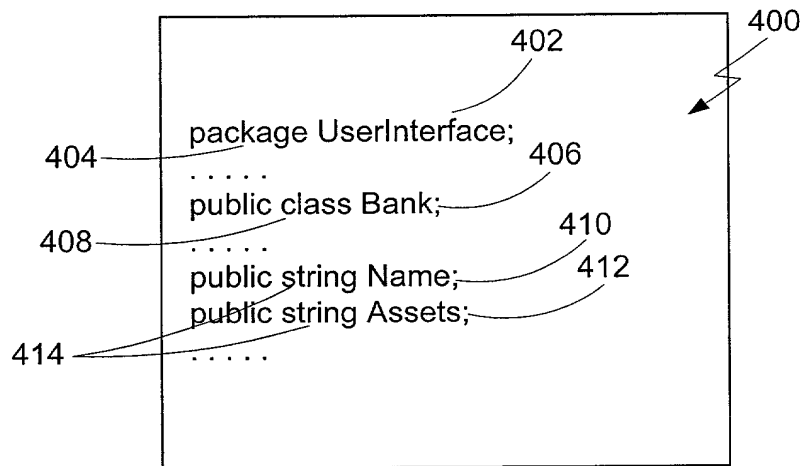 400
402
package UserInterface;
404
. . . . .
406
public class Bank;
408
. . . . .
410
public string Name;
412
public string Assets;
414
. . . . .